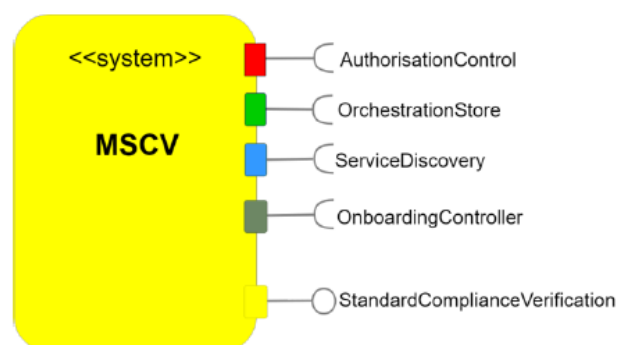 <<system>>
MSCV
AuthorisationControl
OrchestrationStore
ServiceDiscovery
OnboardingController
StandardComplianceVerification